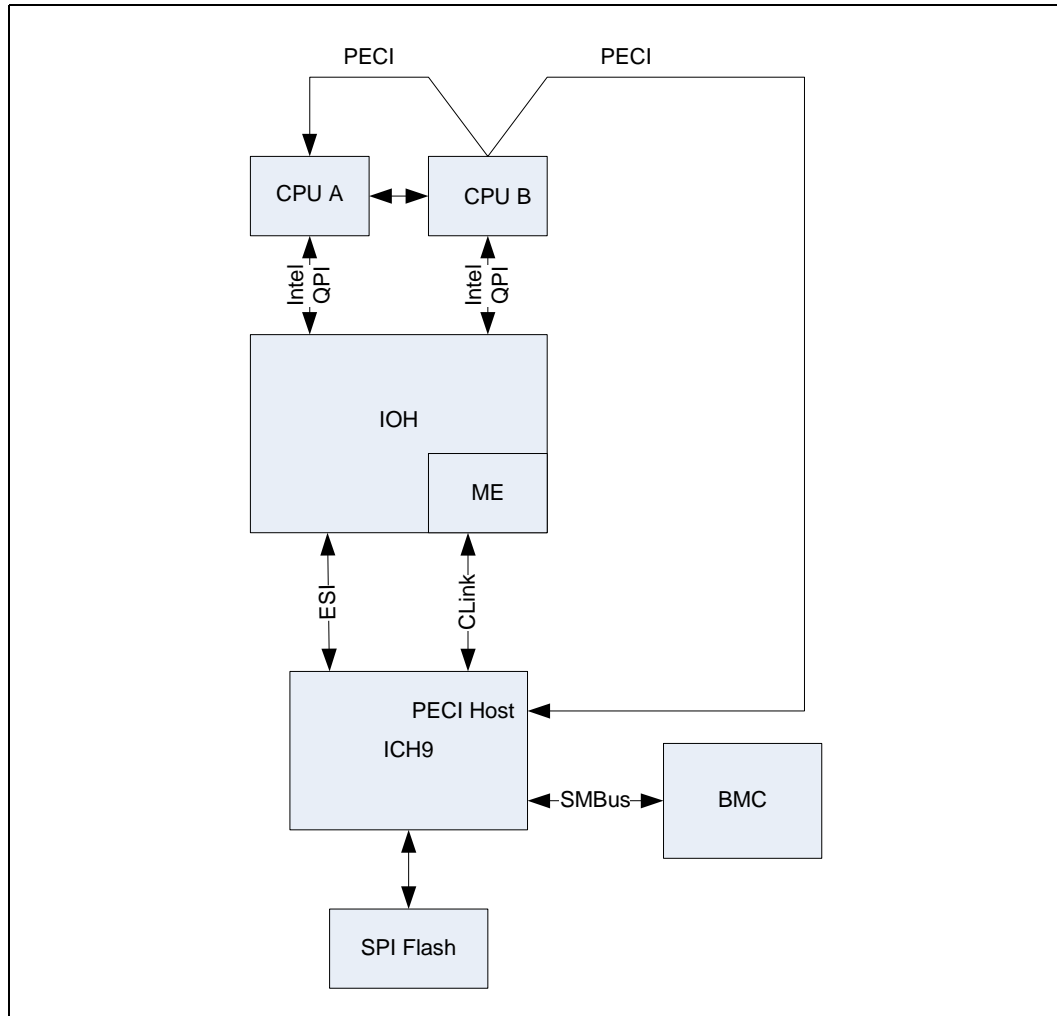 PECI
PECI
CPU A
CPU B
Intel
QPI
Intel
QPI
IOH
ME
ESI
CLink
PECI Host
ICH9
SMBus
BMC
SPI Flash